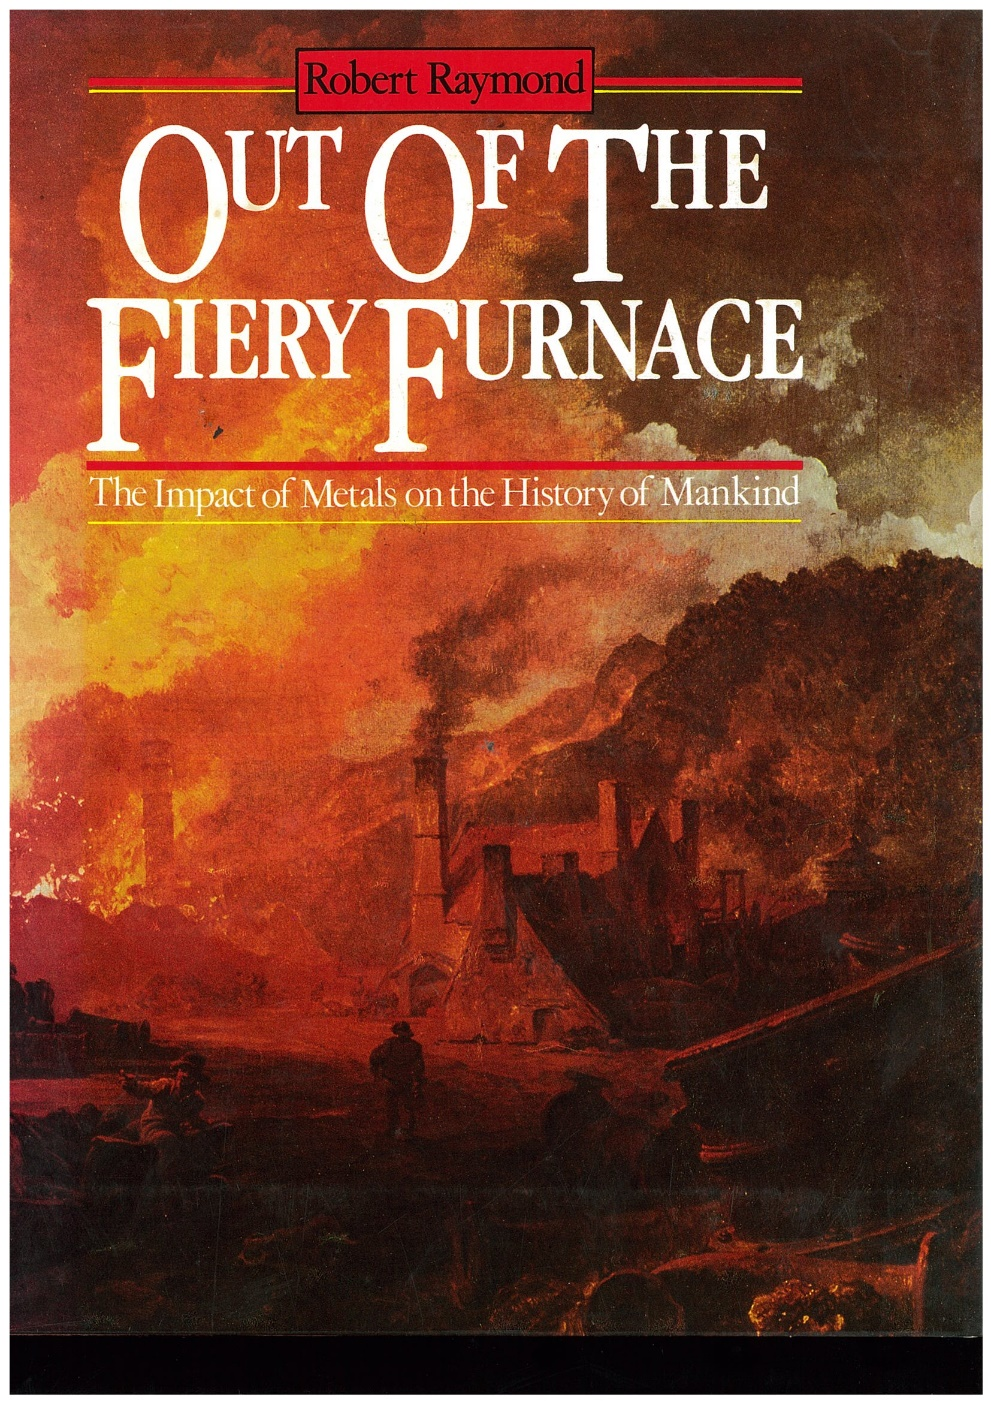 Robert Raymond
OUT OF THE
FIERY FURNACE
The Impact of Metals on the History of Mankind